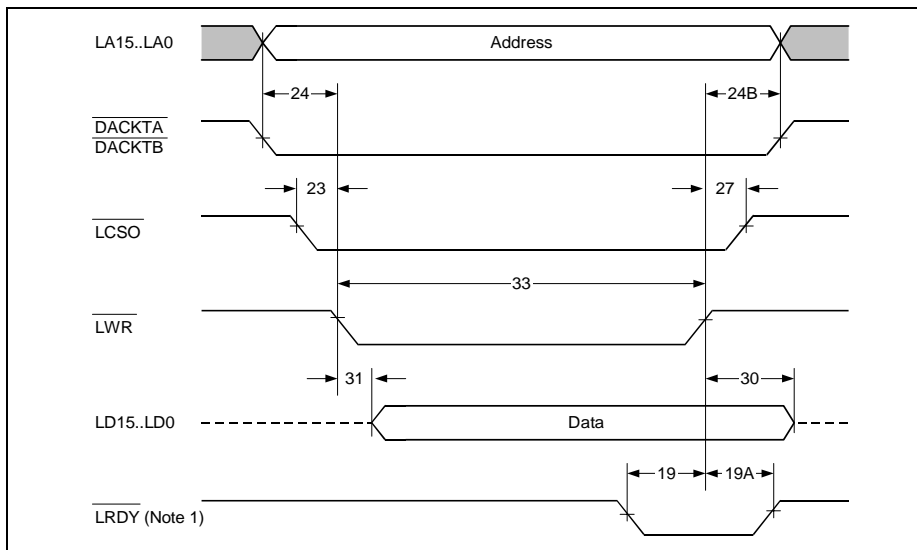 LA15..LA0
Address
24
24B
DACKTA
DACKTB
23
27
LCSO
33
LWR
31
30
LD15..LD0
Data
19
19A
LRDY (Note 1)